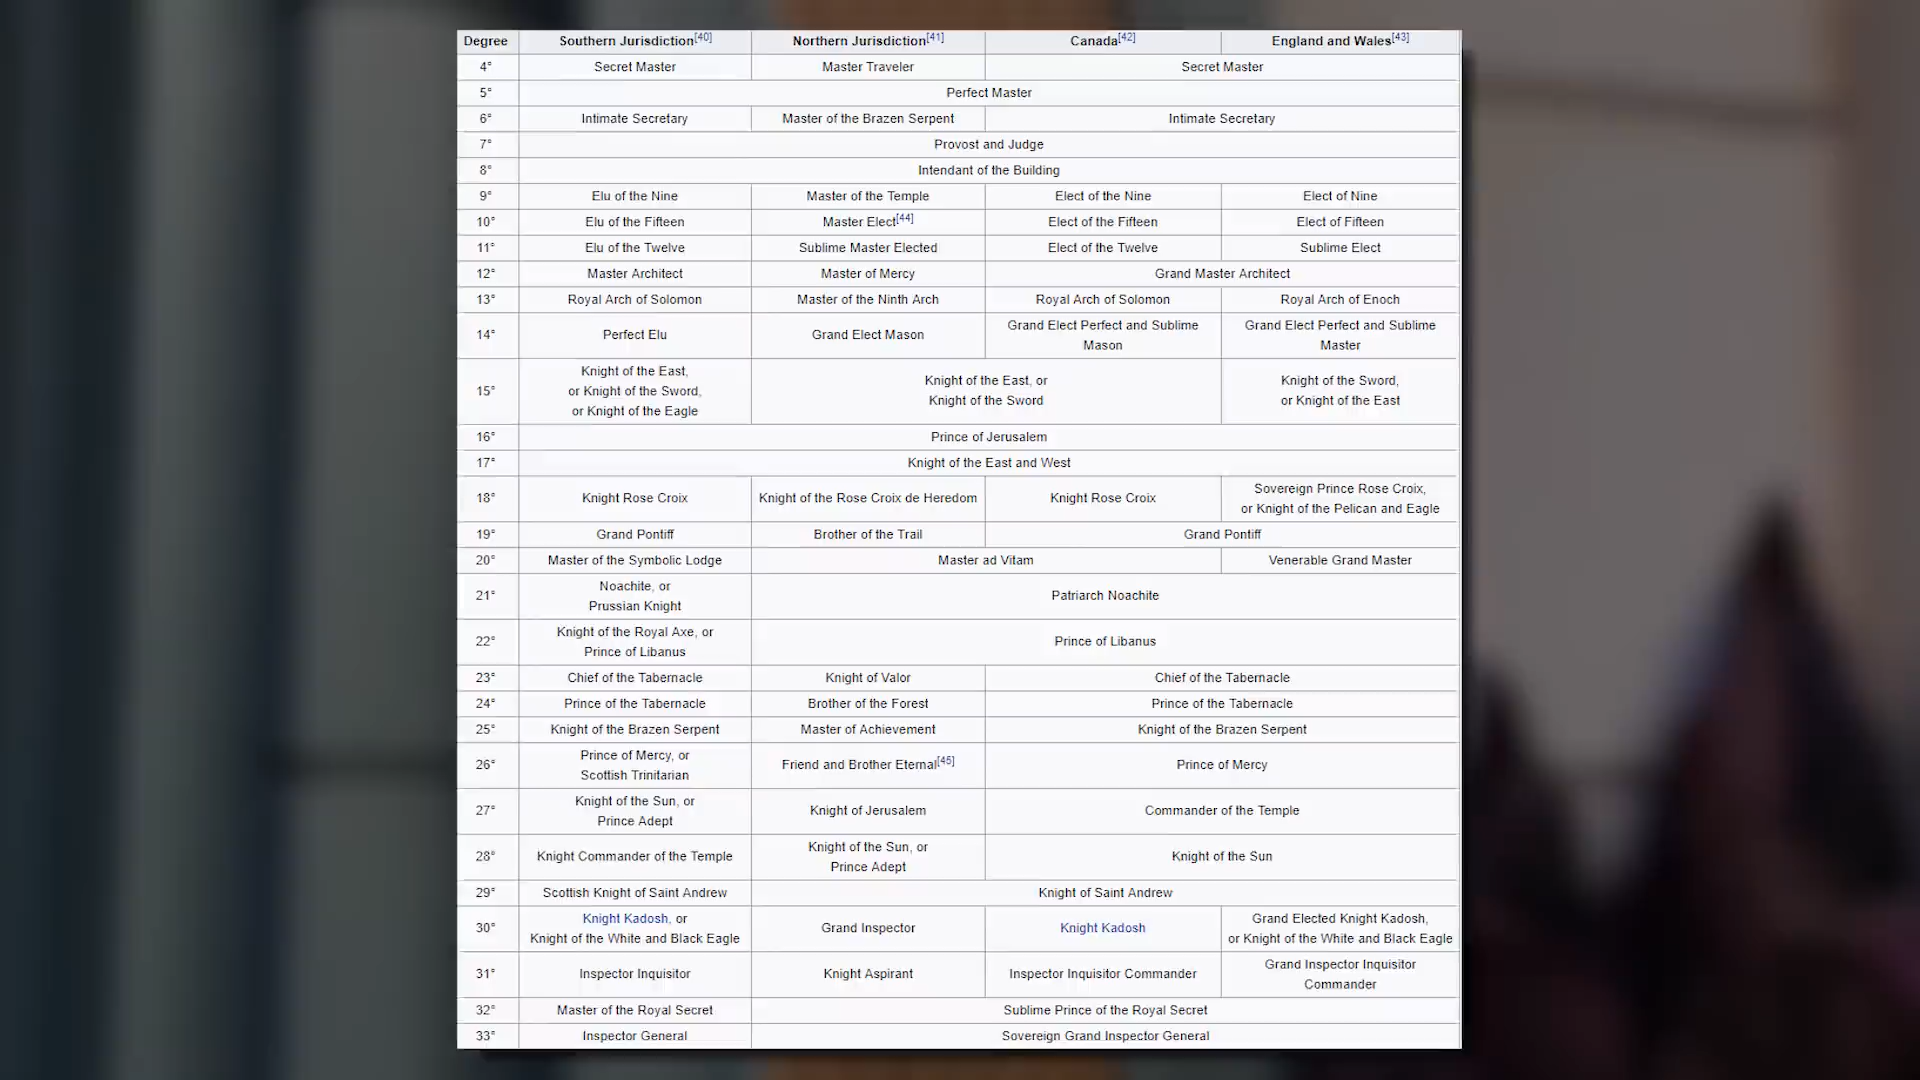 Degree Southern Jurisdiction[40] Northern Jurisdiction[41] Canada[42] England and Wales[43]
4° Secret Master Master Traveler Secret Master
5° Perfect Master
6° Intimate Secretary Master of the Brazen Serpent Intimate Secretary
7° Provost and Judge
8° Intendant of the Building
9° Elu of the Nine Master of the Temple Elect of the Nine Elect of Nine
10° Elu of the Fifteen Master Elect[44] Elect of the Fifteen Elect of Fifteen
11° Elu of the Twelve Sublime Master Elected Elect of the Twelve Sublime Elect
12° Master Architect Master of Mercy Grand Master Architect
13° Royal Arch of Solomon Master of the Ninth Arch Royal Arch of Solomon Royal Arch of Enoch
14° Perfect Elu Grand Elect Mason Grand Elect Perfect and Sublime Mason Grand Elect Perfect and Sublime Master
15° Knight of the East, or Knight of the Sword, or Knight of the Eagle Knight of the East, or Knight of the Sword Knight of the Sword, or Knight of the East
16° Prince of Jerusalem
17° Knight of the East and West
18° Knight Rose Croix Knight of the Rose Croix de Heredom Knight Rose Croix Sovereign Prince Rose Croix, or Knight of the Pelican and Eagle
19° Grand Pontiff Brother of the Trail Grand Pontiff
20° Master of the Symbolic Lodge Master ad Vitam Venerable Grand Master
21° Noachite, or Prussian Knight Patriarch Noachite
22° Knight of the Royal Axe, or Prince of Libanus Prince of Libanus
23° Chief of the Tabernacle Knight of Valor Chief of the Tabernacle
24° Prince of the Tabernacle Brother of the Forest Prince of the Tabernacle
25° Knight of the Brazen Serpent Master of Achievement Knight of the Brazen Serpent
26° Prince of Mercy, or Scottish Trinitarian Friend and Brother Eternal[45] Prince of Mercy
27° Knight of the Sun, or Prince Adept Knight of Jerusalem Commander of the Temple
28° Knight Commander of the Temple Knight of the Sun, or Prince Adept Knight of the Sun
29° Scottish Knight of Saint Andrew Knight of Saint Andrew
30° Knight Kadosh, or Knight of the White and Black Eagle Grand Inspector Knight Kadosh Grand Elected Knight Kadosh, or Knight of the White and Black Eagle
31° Inspector Inquisitor Knight Aspirant Inspector Inquisitor Commander Grand Inspector Inquisitor Commander
32° Master of the Royal Secret Sublime Prince of the Royal Secret
33° Inspector General Sovereign Grand Inspector General